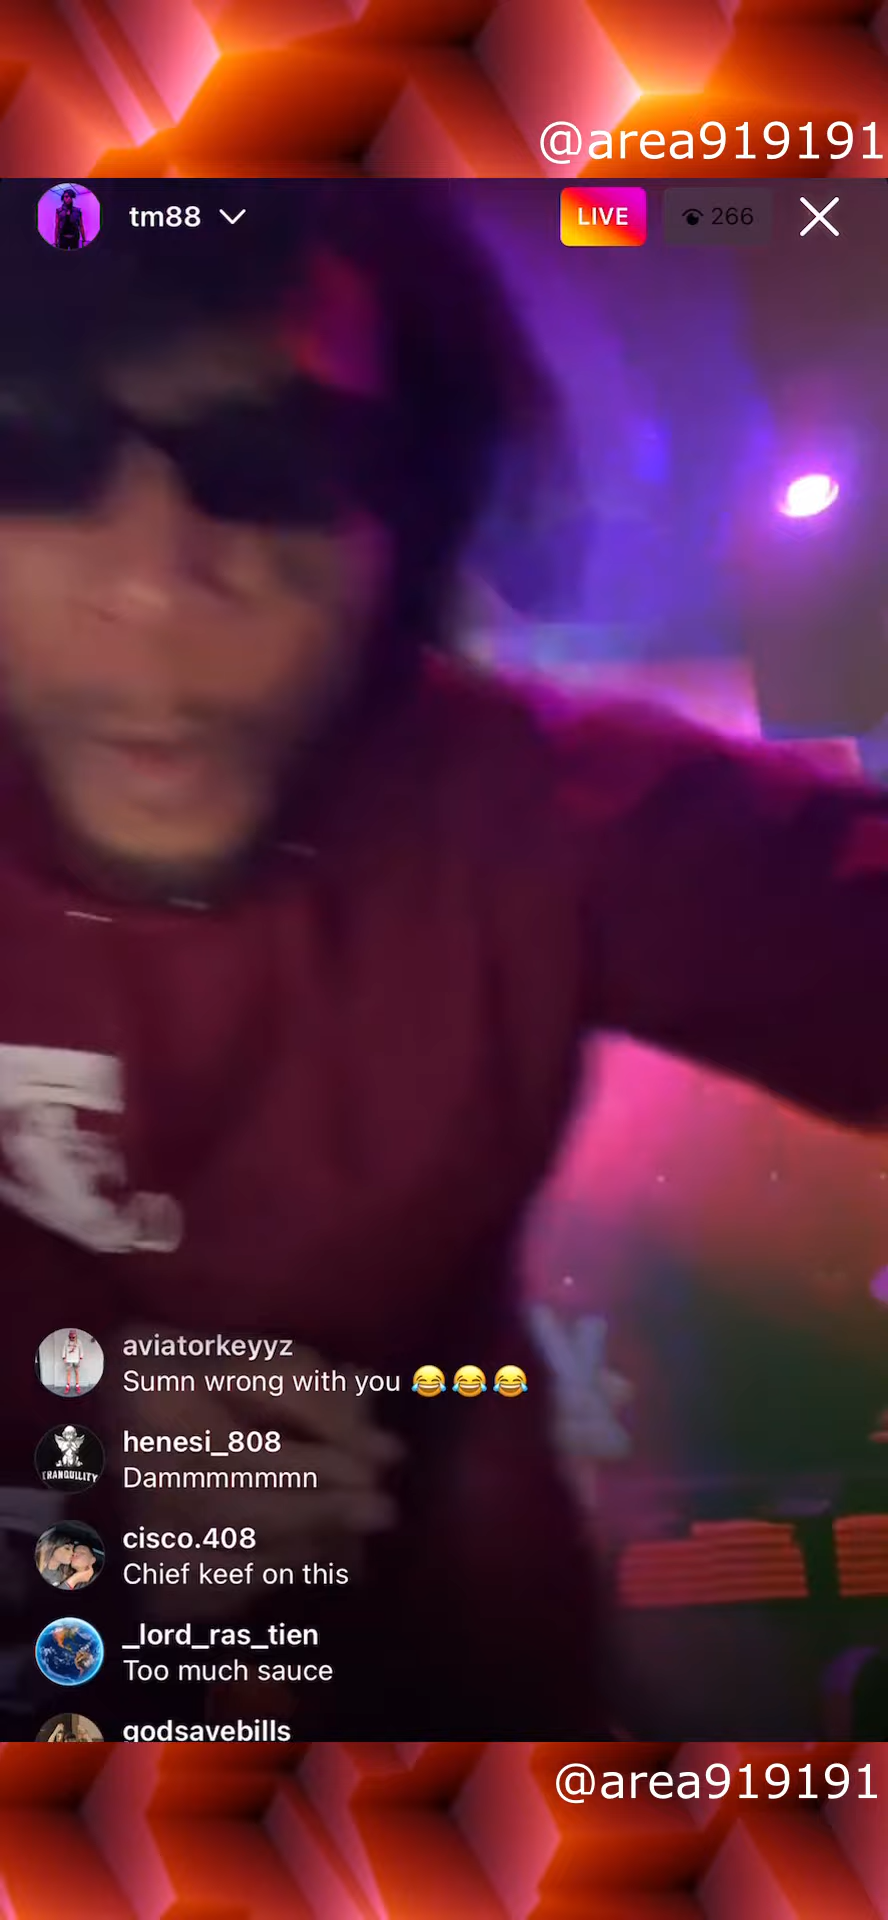 @area919191
tm88
LIVE
266
aviatorkeyyz
Sumn wrong with you 😂😂😂
henesi_808
Dammmmmmn
TRANQUILITY
cisco.408
Chief keef on this
_lord_ras_tien
Too much sauce
godsavebills
@area919191